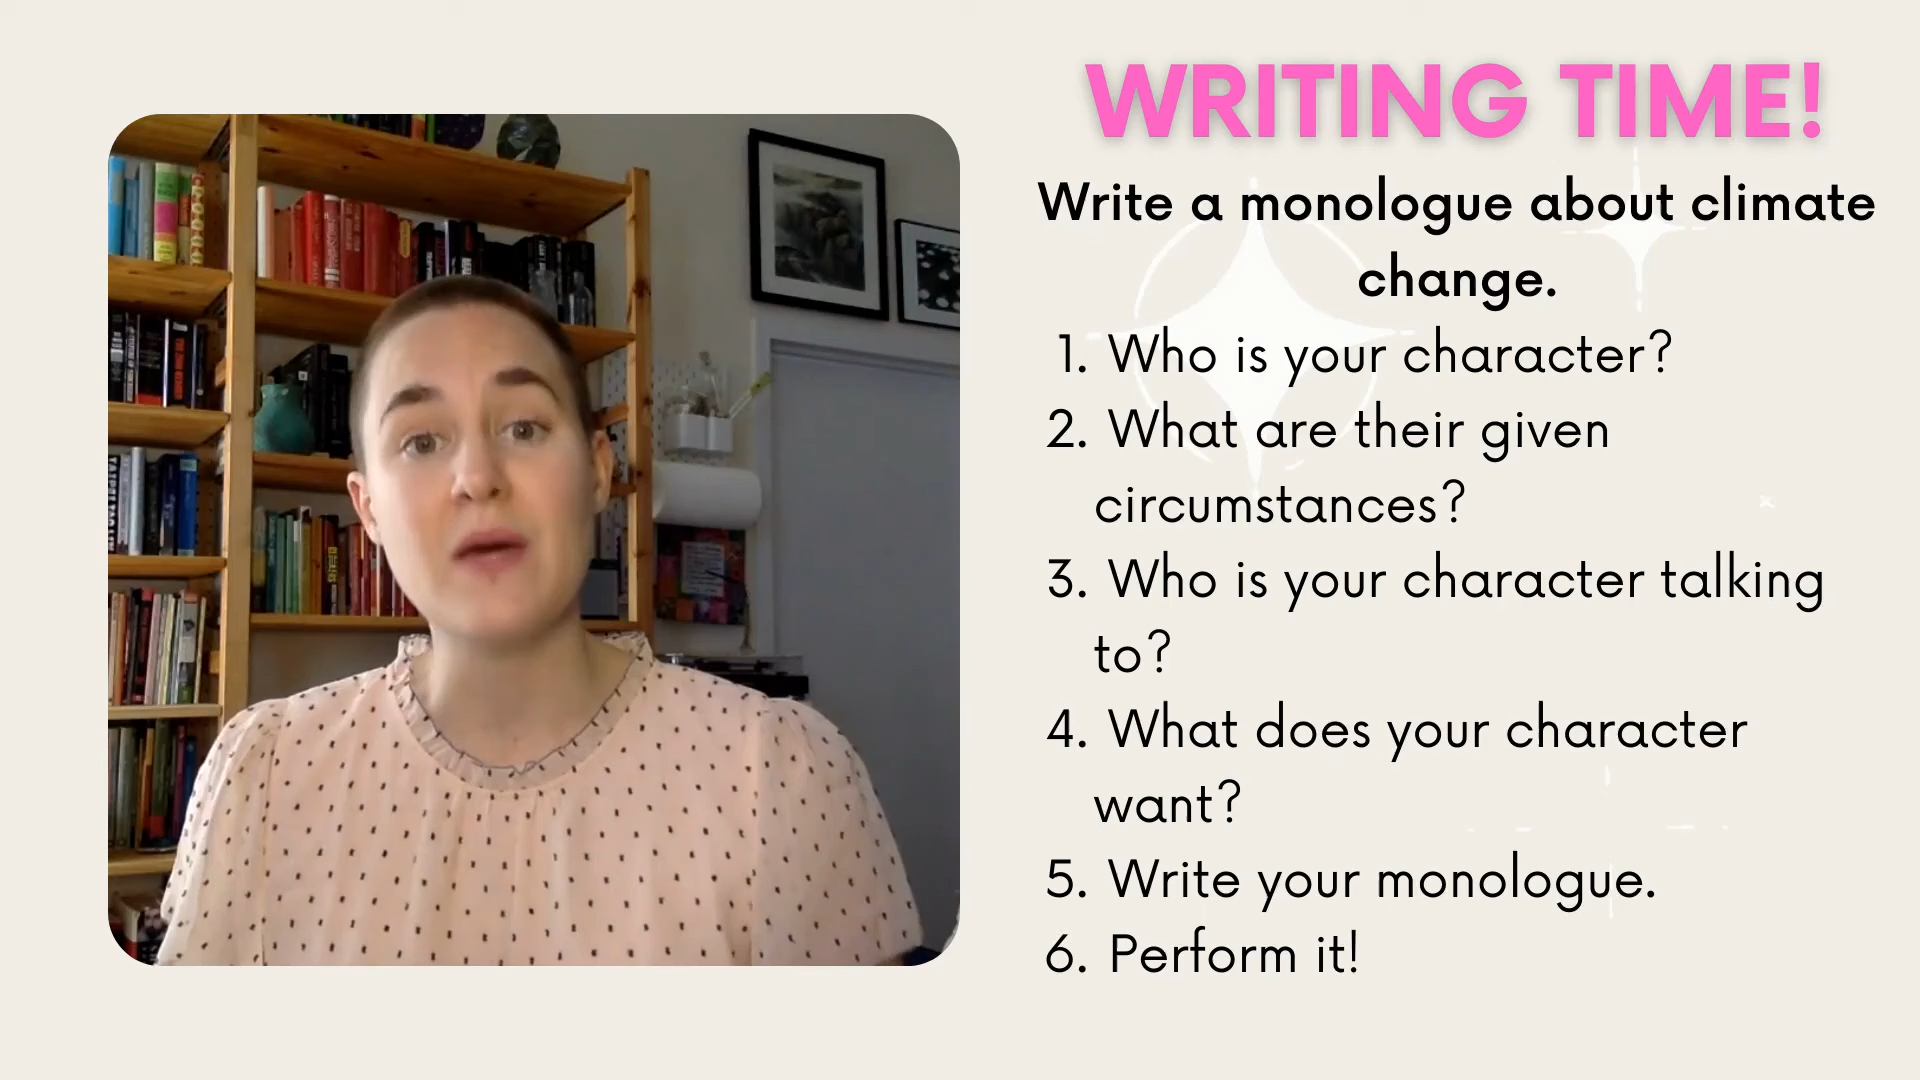 WRITING TIME!
Write a monologue about climate
change.
1. Who is your character?
2. What are their given
circumstances?
3. Who is your character talking
to?
4. What does your character
want?
5. Write your monologue.
6. Perform it!